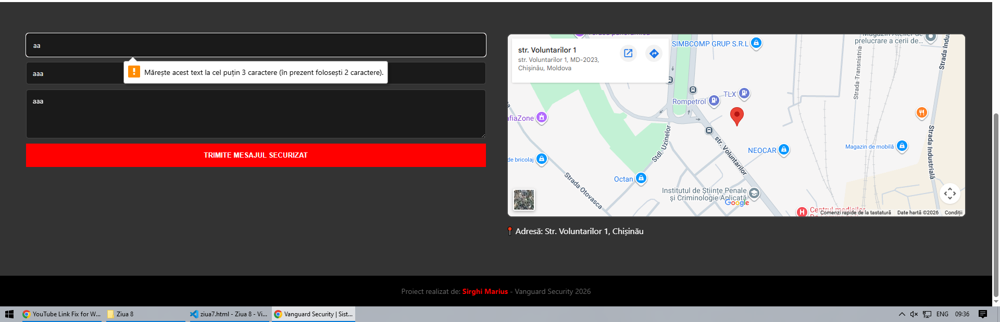 aa
Mărește acest text la cel puțin 3 caractere (în prezent folosești 2 caractere).
aaa
aaa
TRIMITE MESAJUL SECURIZAT
str. Voluntarilor 1
str. Voluntarilor 1, MD-2023,
Chișinău, Moldova
SIMBCOMP GRUP S.R.L
prelucrare a cerii de...
Strada Indus
Strada Transnistria
TLX
Rompetrol
afiaZone
Stdl. Uzinelor
str. Voluntarilor
NEOCAR
Magazin de mobilă
Strada Industrială
de bricolaj
Octan
Strada Otovasca
Institutul de Științe Penale
și Criminologie Aplicată
Google
Centrul medicilor
Comenzi rapide de la tastatură
Date hartă ©2026
Condiții
Adresă: Str. Voluntarilor 1, Chișinău
Proiect realizat de: Sirghi Marius - Vanguard Security 2026
YouTube Link Fix for W...
Ziua 8
ziua7.html - Ziua 8 - Vi...
Vanguard Security | Sist...
ENG
09:36